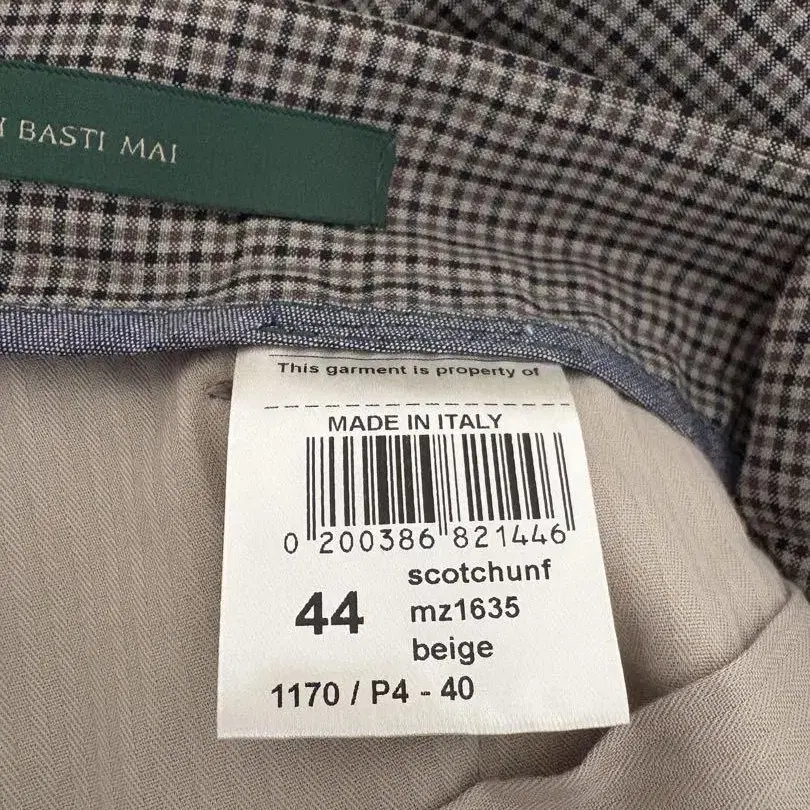 BASTI MAI
This garment is property of
MADE IN ITALY
0 200386 821446
scotchunf
44 mz1635
beige
1170 / P4 - 40